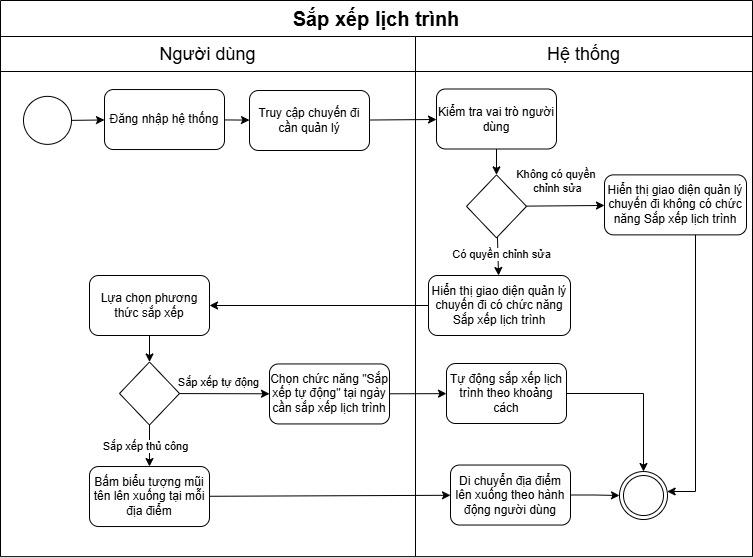 Sắp xếp lịch trình
Người dùng
Hệ thống
Đăng nhập hệ thống
Truy cập chuyến đi
cần quản lý
Kiểm tra vai trò người
dùng
Không có quyền
chỉnh sửa
Hiển thị giao diện quản lý
chuyến đi không có chức
năng Sắp xếp lịch trình
Có quyền chỉnh sửa
Hiển thị giao diện quản lý
chuyến đi có chức năng
Sắp xếp lịch trình
Lựa chọn phương
thức sắp xếp
Sắp xếp tự động
Chọn chức năng "Sắp
xếp tự động" tại ngày
cần sắp xếp lịch trình
Tự động sắp xếp lịch
trình theo khoảng
cách
Sắp xếp thủ công
Bấm biểu tượng mũi
tên lên xuống tại mỗi
địa điểm
Di chuyển địa điểm
lên xuống theo hành
động người dùng